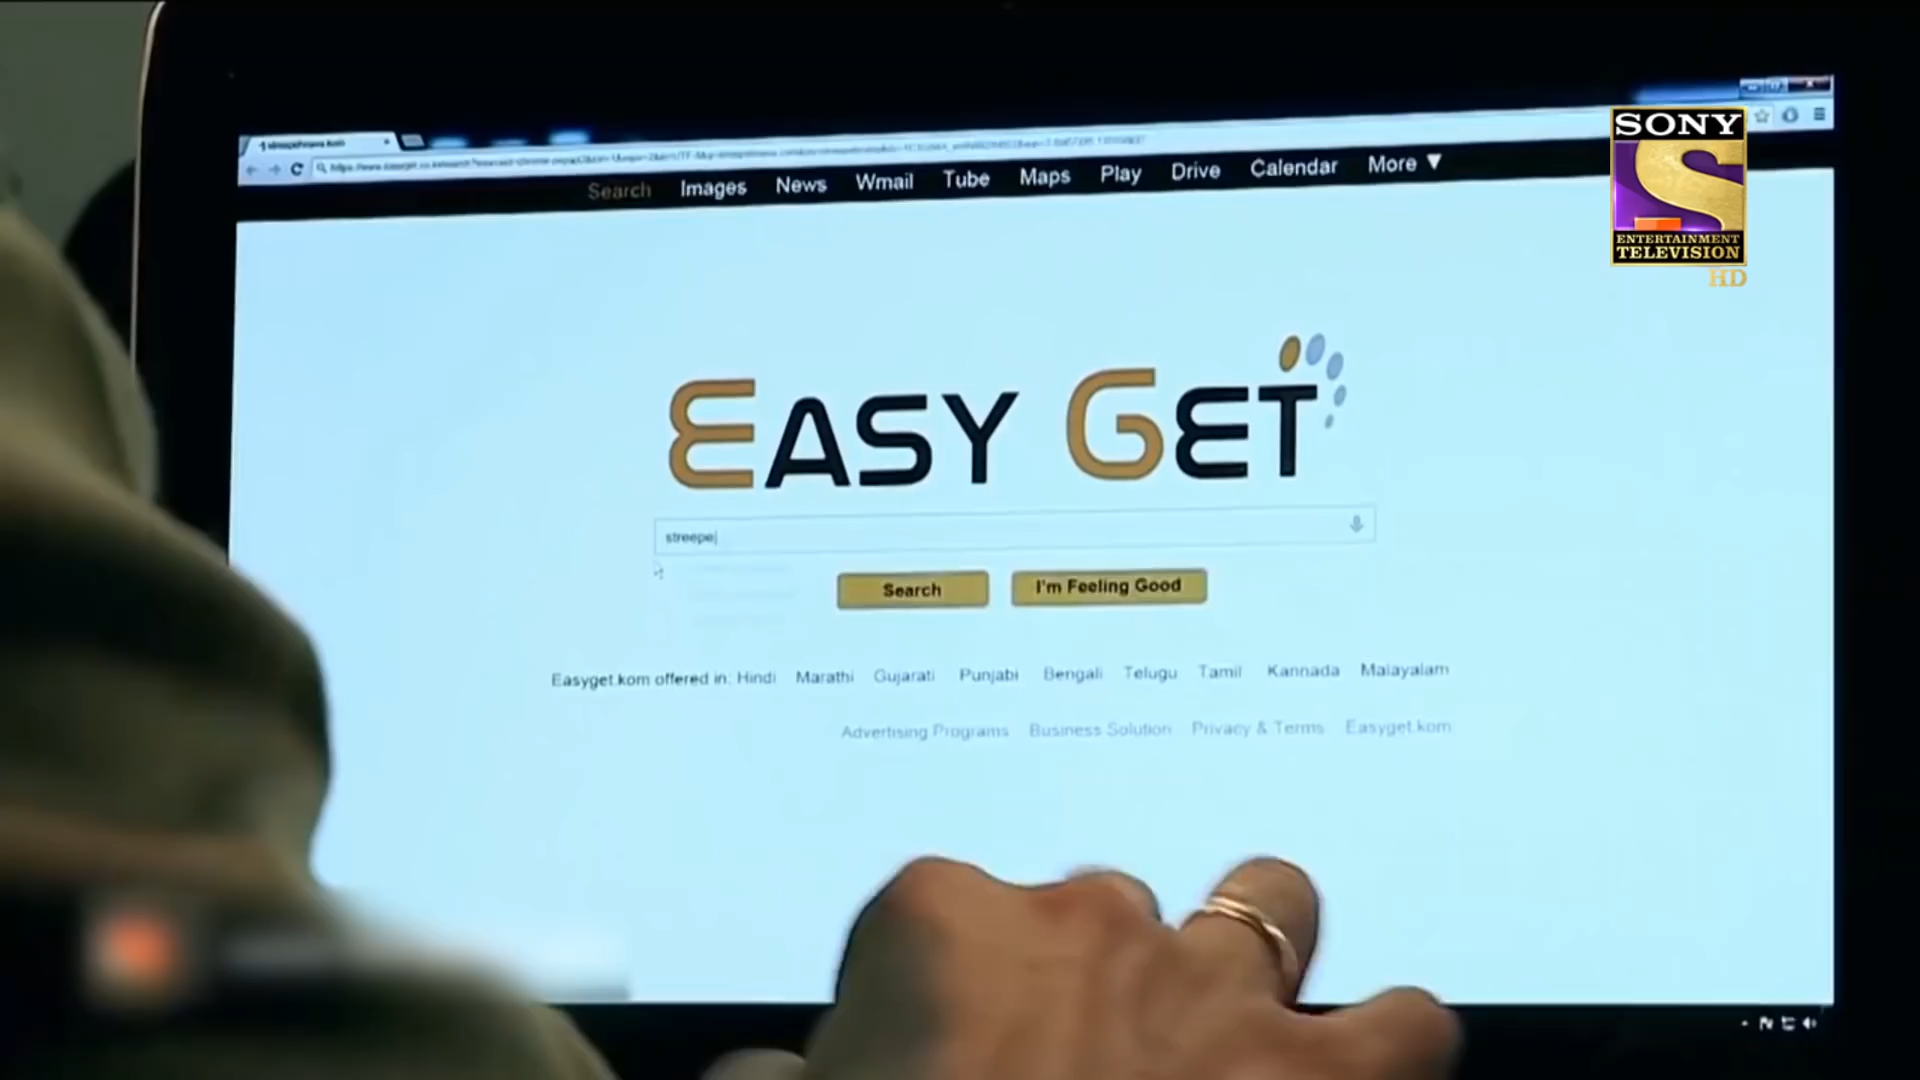 SONY
ENTERTAINMENT
TELEVISION
HD
Search Images News Wmail Tube Maps Play Drive Calendar More ▼
EASY GET
streepe
Search I'm Feeling Good
Easyget.kom offered in: Hindi Marathi Gujarati Punjabi Bengali Telugu Tamil Kannada Malayalam
Advertising Programs Business Solution Privacy & Terms Easyget.kom